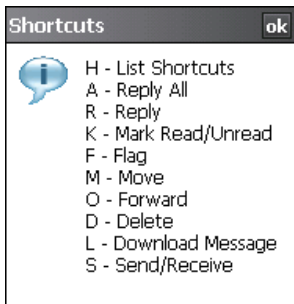 Shortcuts ok
H - List Shortcuts
A - Reply All
R - Reply
K - Mark Read/Unread
F - Flag
M - Move
O - Forward
D - Delete
L - Download Message
S - Send/Receive